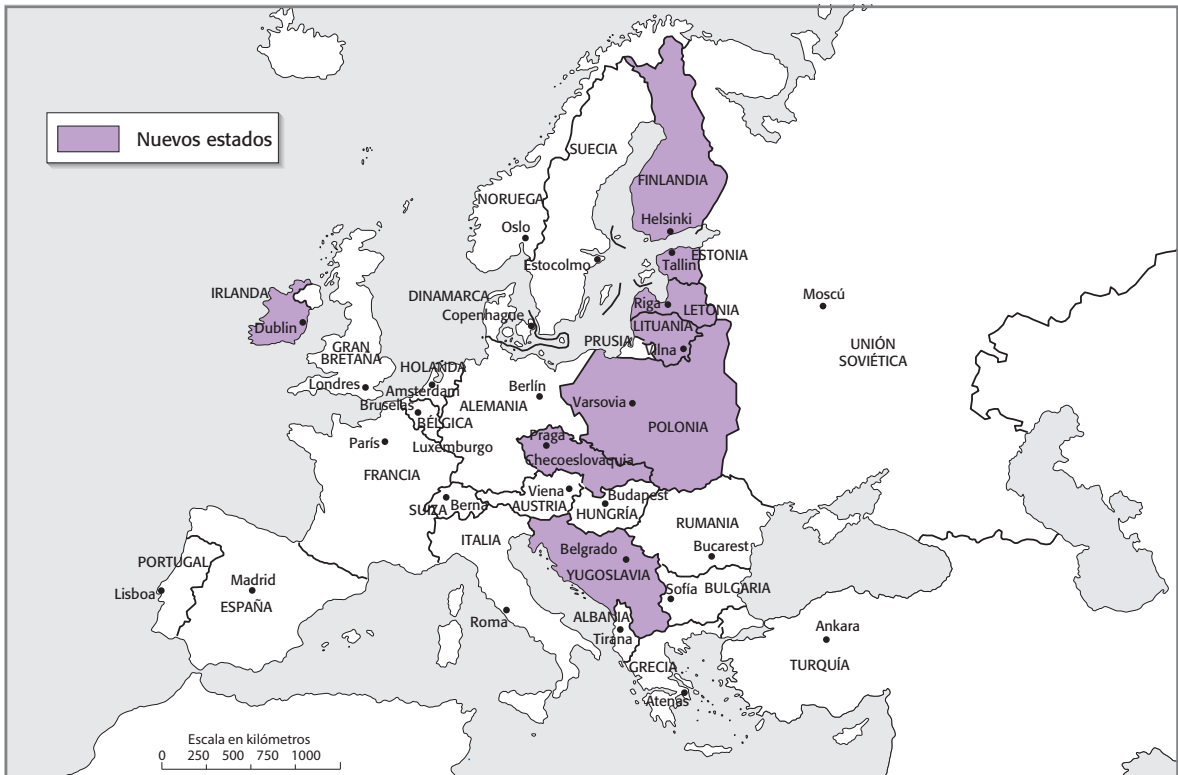 Nuevos estados
SUECIA
FINLANDIA
NORUEGA
Helsinki
Oslo
ESTONIA
Estocolmo
Tallin
IRLANDA
DINAMARCA
Moscú
Riga
LETONIA
Copenhague
Dublin
LITUANIA
PRUSIA
UNIÓN
SOVIÉTICA
GRAN
BRETAÑA
Vilna
HOLANDA
Londres
Amsterdam
Berlín
Bruselas
ALEMANIA
Varsovia
BÉLGICA
POLONIA
París
Praga
Luxemburgo
Checoeslovaquia
FRANCIA
Viena
Budapest
SUIZA
Berna
AUSTRIA
HUNGRÍA
RUMANIA
ITALIA
Belgrado
Bucarest
PORTUGAL
YUGOSLAVIA
Madrid
Sofía
BULGARIA
Lisboa
ESPAÑA
ALBANIA
Roma
Tirana
Ankara
GRECIA
TURQUÍA
Atenas
Escala en kilómetros
0 250 500 750 1000